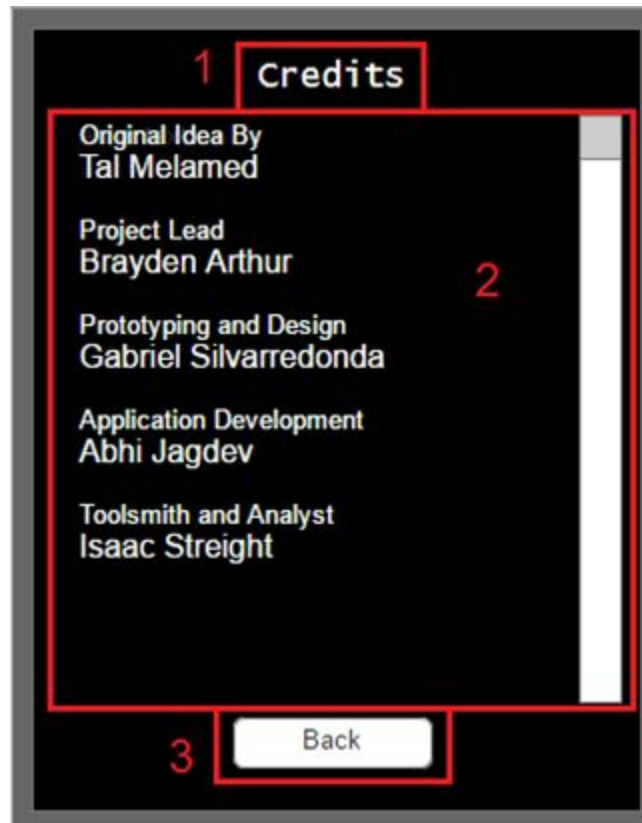 1
Credits
Original Idea By
Tal Melamed
Project Lead
Brayden Arthur
2
Prototyping and Design
Gabriel Silvarredonda
Application Development
Abhi Jagdev
Toolsmith and Analyst
Isaac Streight
3
Back